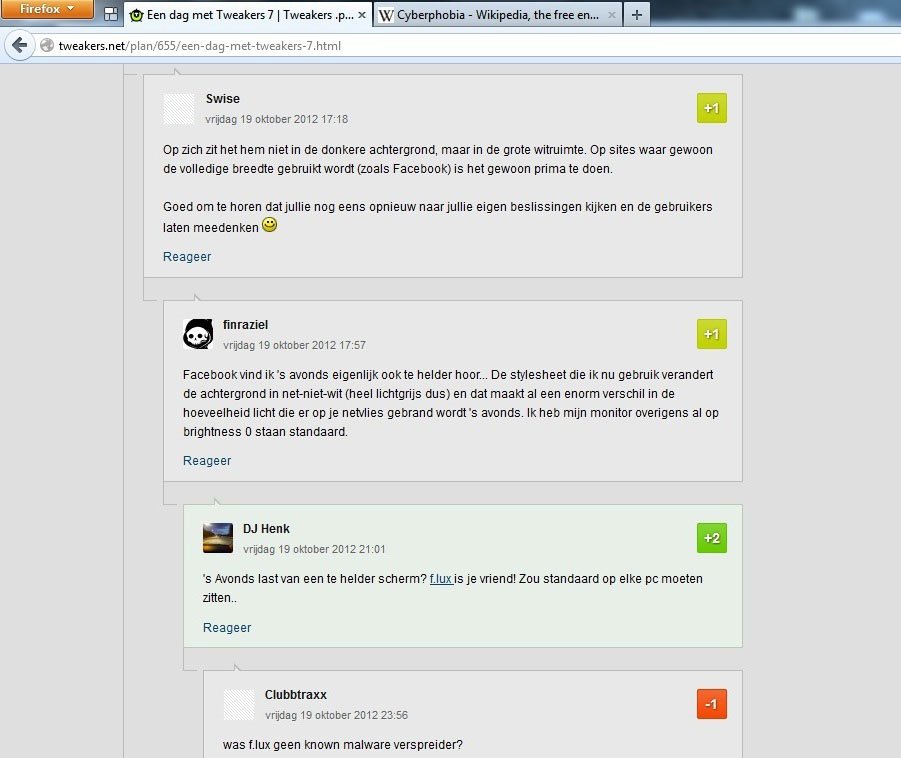 Firefox
Een dag met Tweakers 7 | Tweakers .p...
Cyberphobia - Wikipedia, the free en...
tweakers.net/plan/655/een-dag-met-tweakers-7.html
Swise
vrijdag 19 oktober 2012 17:18
+1
Op zich zit het hem niet in de donkere achtergrond, maar in de grote witruimte. Op sites waar gewoon
de volledige breedte gebruikt wordt (zoals Facebook) is het gewoon prima te doen.
Goed om te horen dat jullie nog eens opnieuw naar jullie eigen beslissingen kijken en de gebruikers
laten meedenken
Reageer
finraziel
vrijdag 19 oktober 2012 17:57
+1
Facebook vind ik 's avonds eigenlijk ook te helder hoor... De stylesheet die ik nu gebruik verandert
de achtergrond in net-niet-wit (heel lichtgrijs dus) en dat maakt al een enorm verschil in de
hoeveelheid licht die er op je netvlies gebrand wordt 's avonds. Ik heb mijn monitor overigens al op
brightness 0 staan standaard.
Reageer
DJ Henk
vrijdag 19 oktober 2012 21:01
+2
's Avonds last van een te helder scherm? f.lux is je vriend! Zou standaard op elke pc moeten
zitten..
Reageer
Clubbtraxx
vrijdag 19 oktober 2012 23:56
-1
was f.lux geen known malware verspreider?